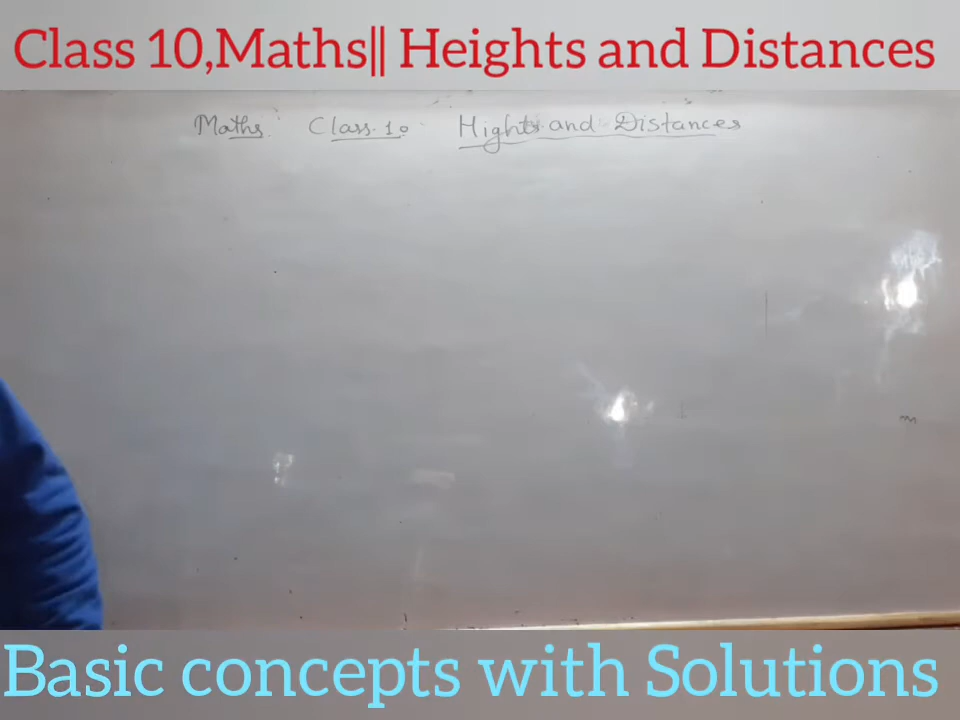 Class 10,Maths|| Heights and Distances
Maths. Class. 10 Hights and Distances
Basic concepts with Solutions